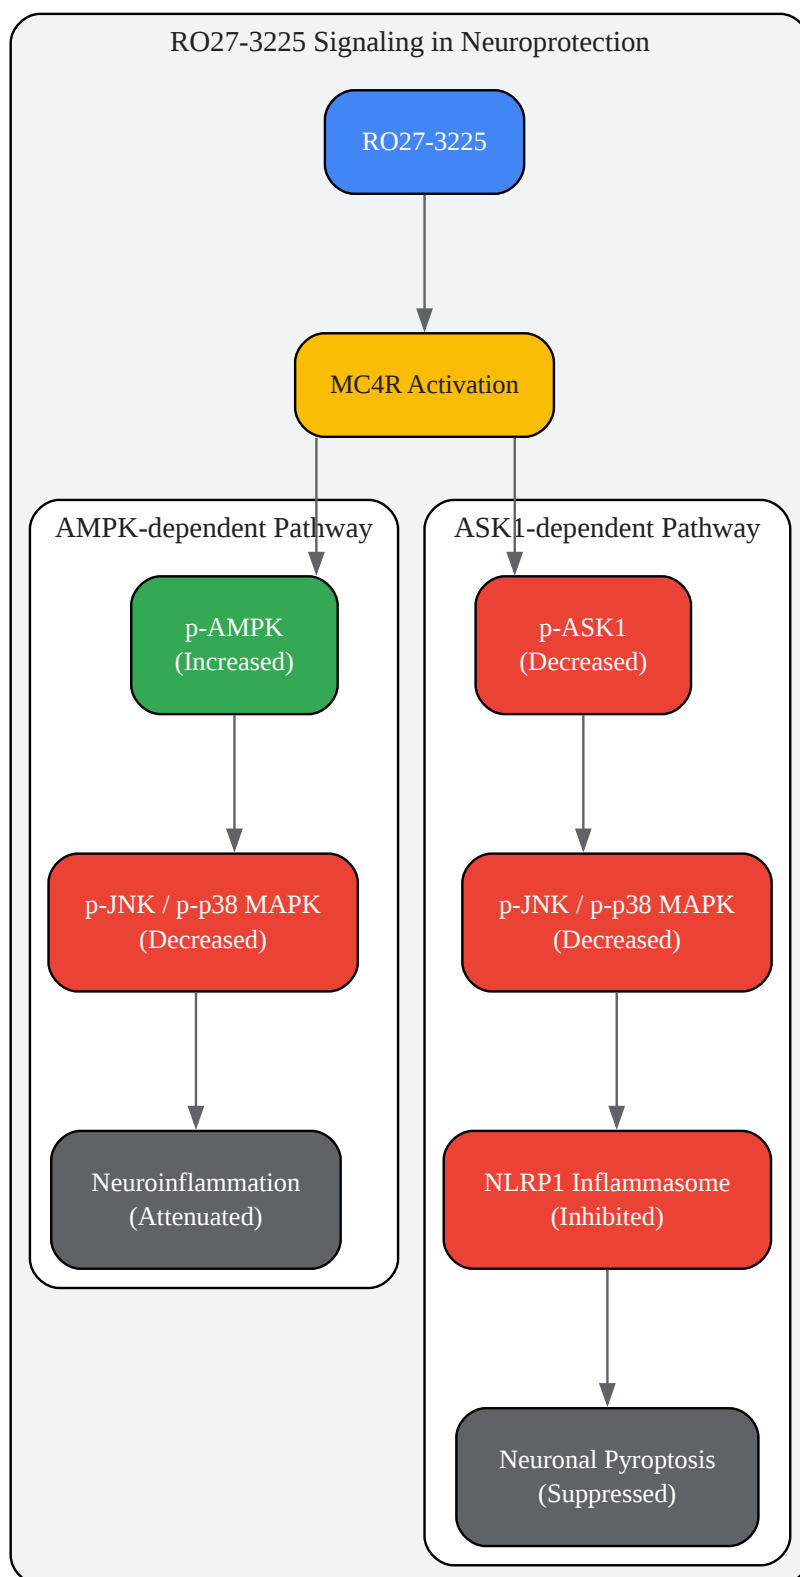 RO27-3225 Signaling in Neuroprotection
RO27-3225
MC4R Activation
AMPK-dependent Pathway
p-AMPK
(Increased)
p-JNK / p-p38 MAPK
(Decreased)
Neuroinflammation
(Attenuated)
ASK1-dependent Pathway
p-ASK1
(Decreased)
p-JNK / p-p38 MAPK
(Decreased)
NLRP1 Inflammasome
(Inhibited)
Neuronal Pyroptosis
(Suppressed)